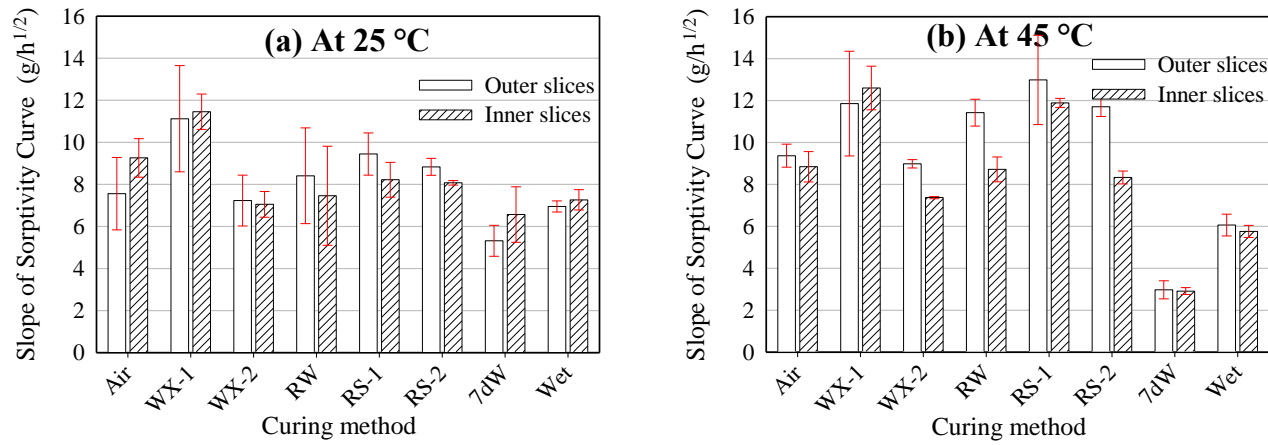 (a) At 25 °C
Slope of Sorptivity Curve (g/h1/2)
16
14
12
10
8
6
4
2
0
Outer slices
Inner slices
Air
WX-1
WX-2
RW
RS-1
RS-2
7dW
Wet
Curing method
(b) At 45 °C
Slope of Sorptivity Curve (g/h1/2)
16
14
12
10
8
6
4
2
0
Outer slices
Inner slices
Air
WX-1
WX-2
RW
RS-1
RS-2
7dW
Wet
Curing method